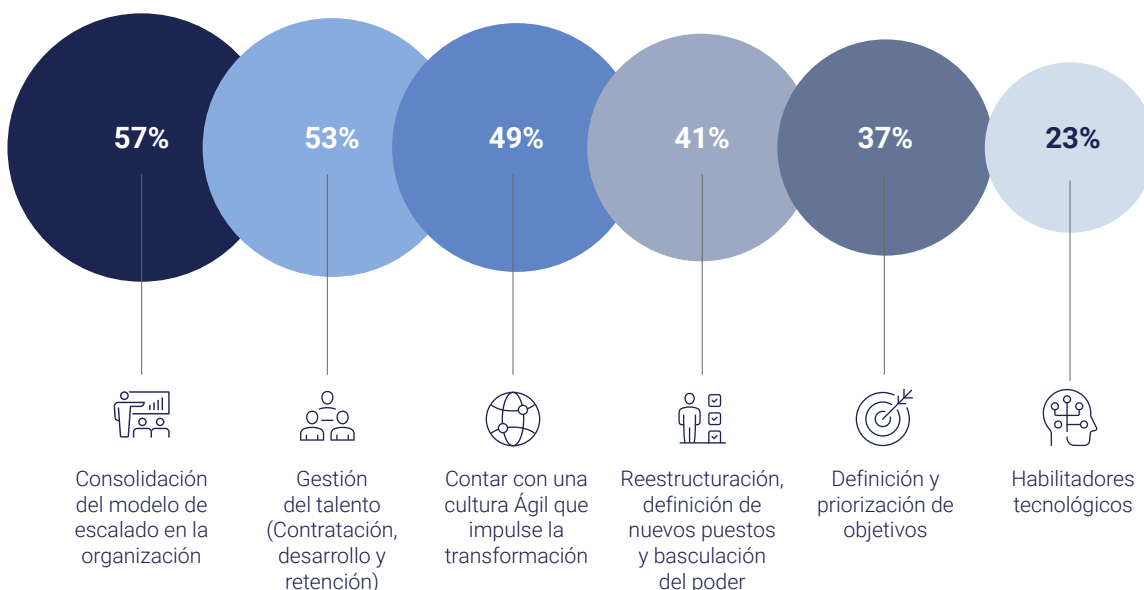 57%
53%
49%
41%
37%
23%
Consolidación
del modelo de
escalado en la
organización
Gestión
del talento
(Contratación,
desarrollo y
retención)
Contar con una
cultura Ágil que
impulse la
transformación
Reestructuración,
definición de
nuevos puestos
y basculación
del poder
Definición y
priorización de
objetivos
Habilitadores
tecnológicos